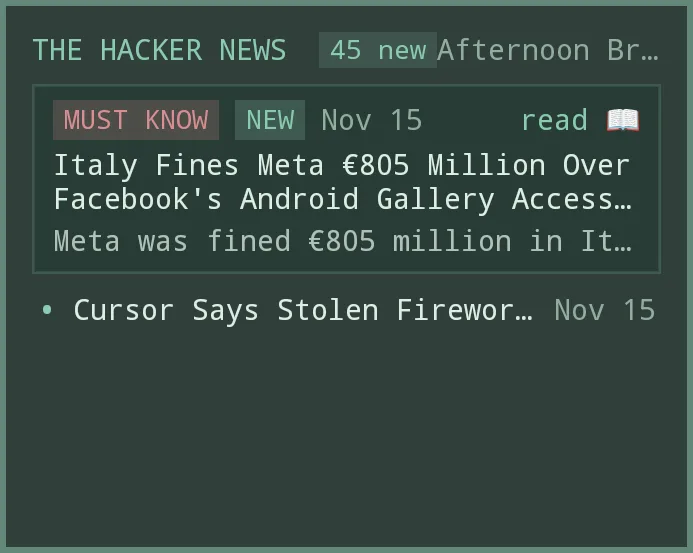 THE HACKER NEWS 45 new Afternoon Br…
MUST KNOW NEW Nov 15 read 📖
Italy Fines Meta €805 Million Over
Facebook's Android Gallery Access…
Meta was fined €805 million in It…
• Cursor Says Stolen Firewor… Nov 15